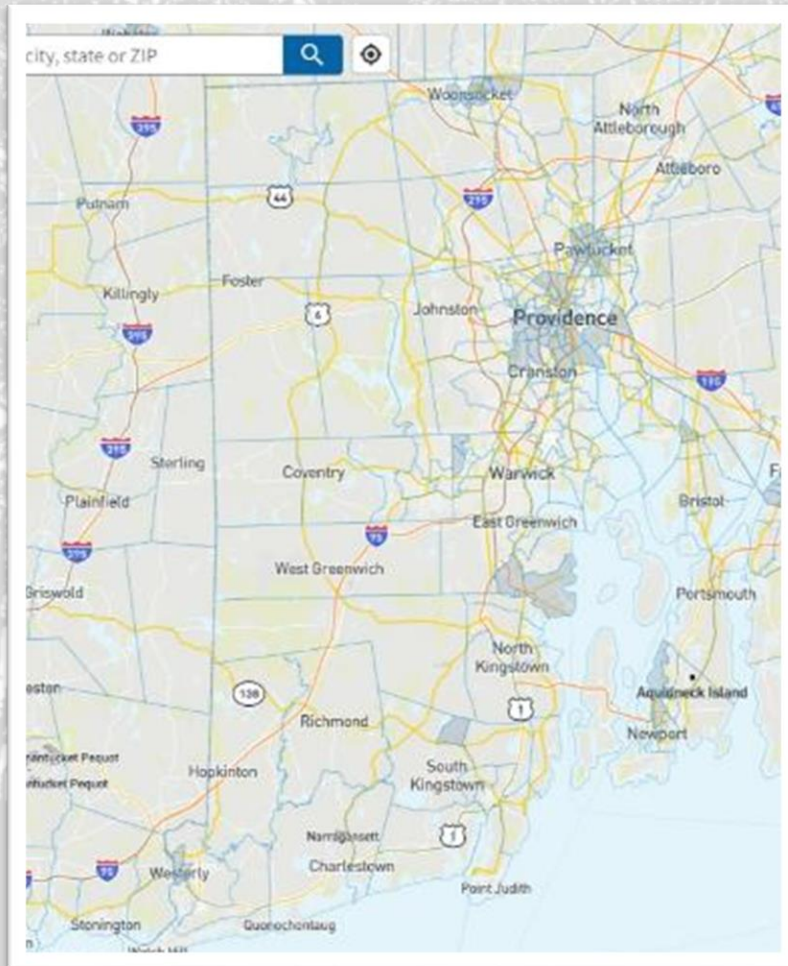 city, state or ZIP
Woonsocket
North
Attleborough
395
Attleboro
Putnam
44
295
Pawtucket
Foster
Killingly
6
Johnston
Providence
395
Cranston
195
395
Sterling
Coventry
Warwick
Plainfield
Bristol
East Greenwich
395
95
West Greenwich
Griswold
Portsmouth
North
Kingstown
138
Aquidneck Island
1
Richmond
Newport
Hopkinton
South
Kingstown
Narragansett
1
Charlestown
95
Westerly
Point Judith
Stonington
Quonochontaug